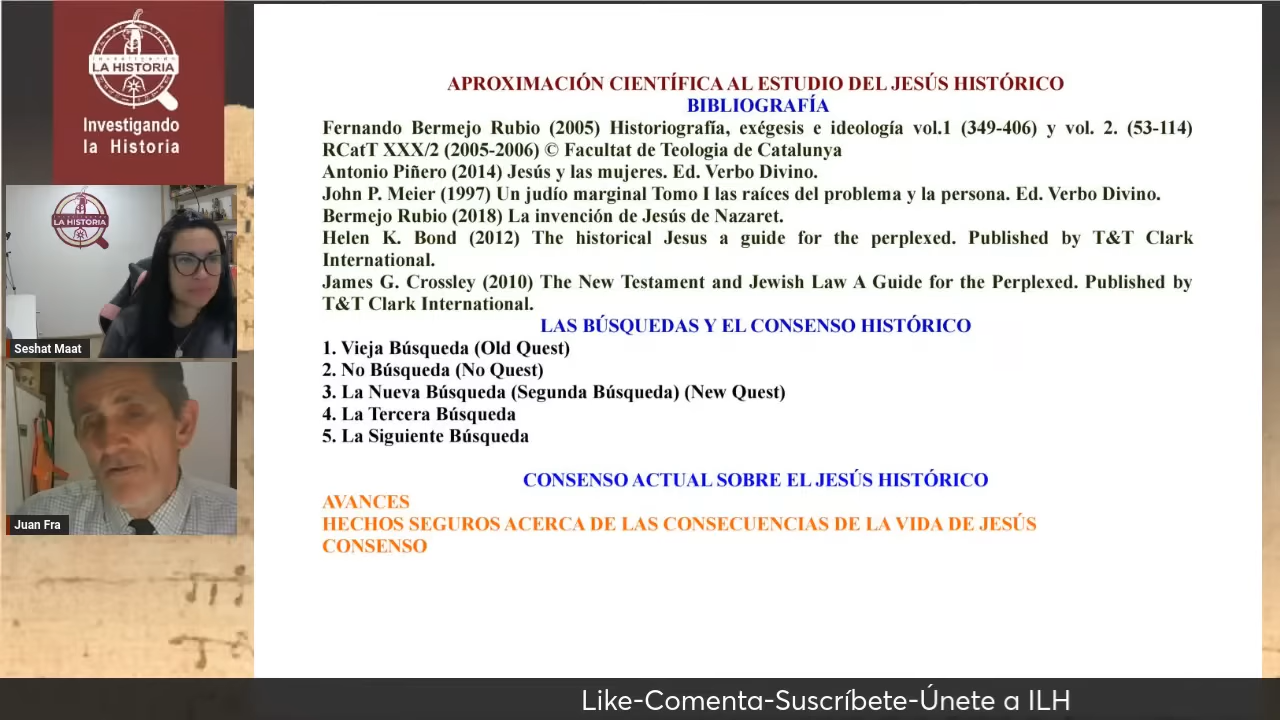 Investigando
LA HISTORIA
Investigando
la Historia
LA HISTORIA
Seshat Maat
Juan Fra
APROXIMACIÓN CIENTÍFICA AL ESTUDIO DEL JESÚS HISTÓRICO
BIBLIOGRAFÍA
Fernando Bermejo Rubio (2005) Historiografía, exégesis e ideología vol.1 (349-406) y vol. 2. (53-114)
RCatT XXX/2 (2005-2006) © Facultat de Teologia de Catalunya
Antonio Piñero (2014) Jesús y las mujeres. Ed. Verbo Divino.
John P. Meier (1997) Un judío marginal Tomo I las raíces del problema y la persona. Ed. Verbo Divino.
Bermejo Rubio (2018) La invención de Jesús de Nazaret.
Helen K. Bond (2012) The historical Jesus a guide for the perplexed. Published by T&T Clark
International.
James G. Crossley (2010) The New Testament and Jewish Law A Guide for the Perplexed. Published by
T&T Clark International.
LAS BÚSQUEDAS Y EL CONSENSO HISTÓRICO
1. Vieja Búsqueda (Old Quest)
2. No Búsqueda (No Quest)
3. La Nueva Búsqueda (Segunda Búsqueda) (New Quest)
4. La Tercera Búsqueda
5. La Siguiente Búsqueda
CONSENSO ACTUAL SOBRE EL JESÚS HISTÓRICO
AVANCES
HECHOS SEGUROS ACERCA DE LAS CONSECUENCIAS DE LA VIDA DE JESÚS
CONSENSO
Like-Comenta-Suscríbete-Únete a ILH